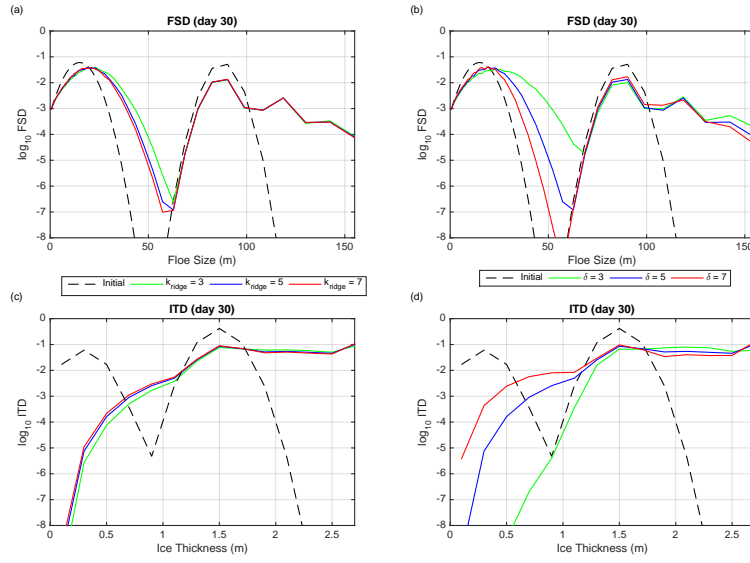 (a)
FSD (day 30)
0
-1
-2
-3
-4
-5
-6
-7
-8
log10 FSD
0 50 100 150
Floe Size (m)
Initial k_ridge = 3 k_ridge = 5 k_ridge = 7
(b)
FSD (day 30)
0
-1
-2
-3
-4
-5
-6
-7
-8
log10 FSD
0 50 100 150
Floe Size (m)
Initial δ = 3 δ = 5 δ = 7
(c)
ITD (day 30)
0
-1
-2
-3
-4
-5
-6
-7
-8
log10 ITD
0 0.5 1 1.5 2 2.5
Ice Thickness (m)
(d)
ITD (day 30)
0
-1
-2
-3
-4
-5
-6
-7
-8
log10 ITD
0 0.5 1 1.5 2 2.5
Ice Thickness (m)